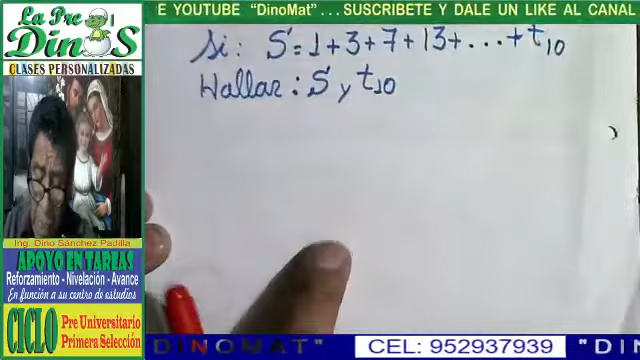 La Pre
DinoS
CLASES PERSONALIZADAS
E YOUTUBE "DinoMat"...SUSCRIBETE Y DALE UN LIKE AL CANAL
Si: S = 1 + 3 + 7 + 13 + ... + t10
Hallar: S y t10
Ing. Dino Sánchez Padilla
APOYO EN TAREAS
Reforzamiento - Nivelación - Avance
En función a su centro de estudios
CICLO Pre Universitario
Primera Selección
DINOMAT"
CEL: 952937939
"DI